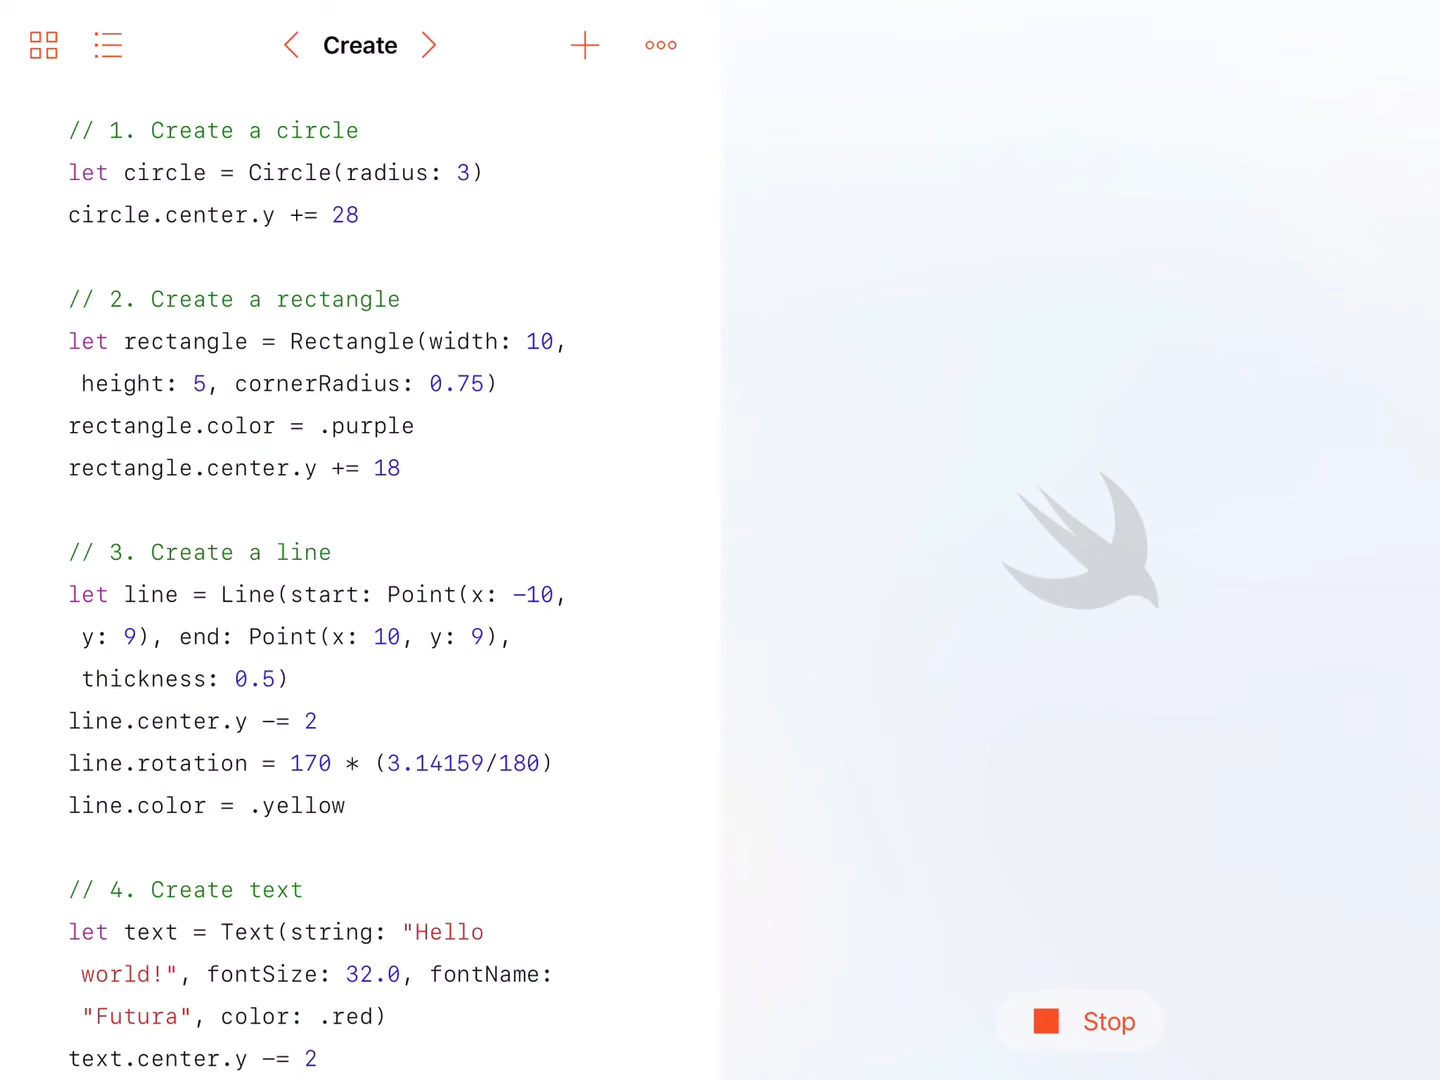 Create
// 1. Create a circle
let circle = Circle(radius: 3)
circle.center.y += 28
// 2. Create a rectangle
let rectangle = Rectangle(width: 10,
height: 5, cornerRadius: 0.75)
rectangle.color = .purple
rectangle.center.y += 18
// 3. Create a line
let line = Line(start: Point(x: -10,
y: 9), end: Point(x: 10, y: 9),
thickness: 0.5)
line.center.y -= 2
line.rotation = 170 * (3.14159/180)
line.color = .yellow
// 4. Create text
let text = Text(string: "Hello
world!", fontSize: 32.0, fontName:
"Futura", color: .red)
text.center.y -= 2
Stop